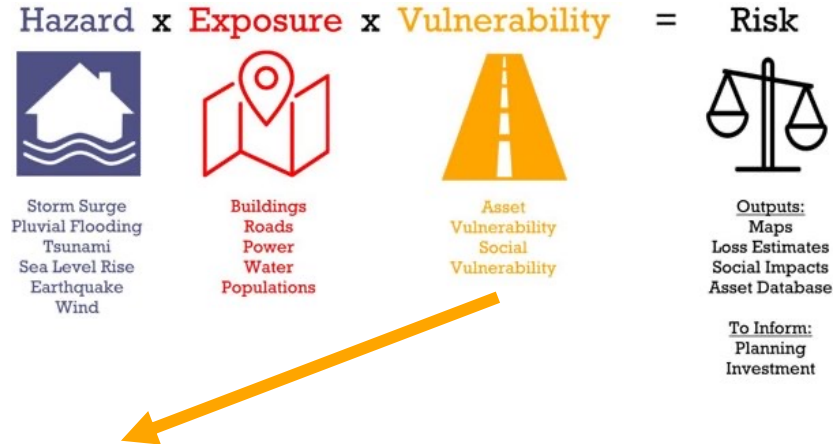 Hazard x Exposure x Vulnerability = Risk
Storm Surge
Pluvial Flooding
Tsunami
Sea Level Rise
Earthquake
Wind
Buildings
Roads
Power
Water
Populations
Asset
Vulnerability
Social
Vulnerability
Outputs:
Maps
Loss Estimates
Social Impacts
Asset Database
To Inform:
Planning
Investment